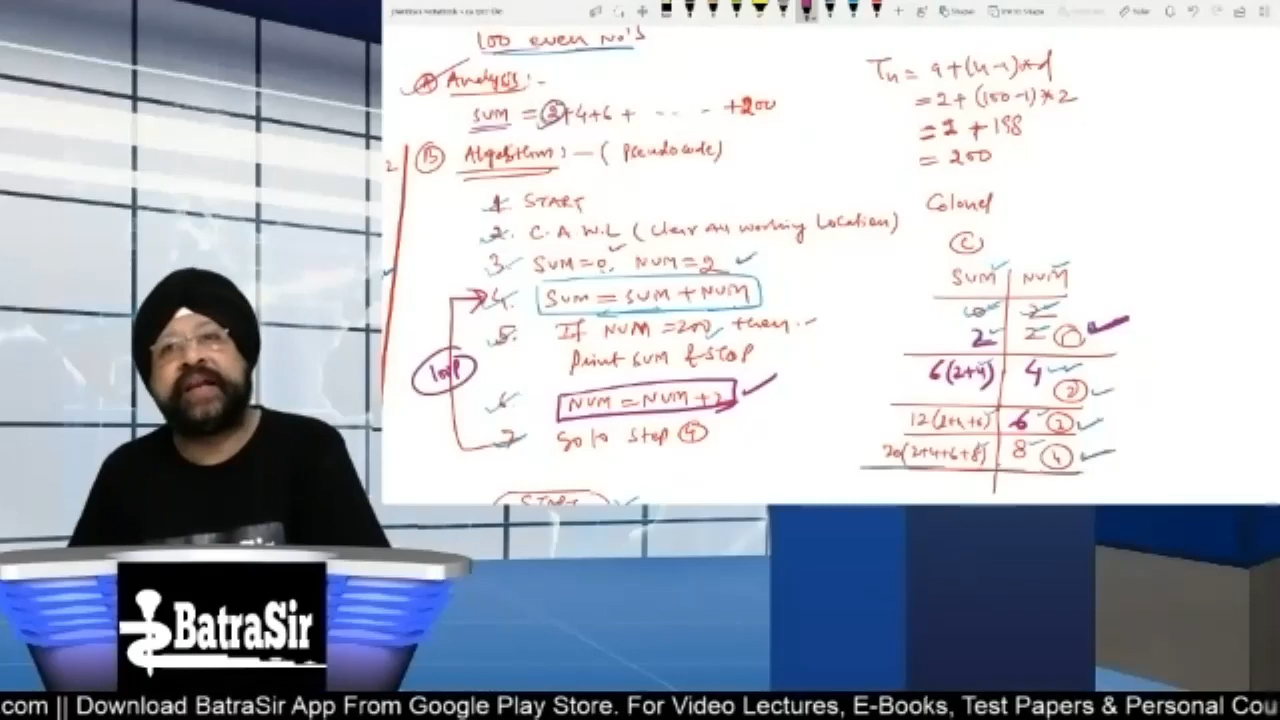 100 even No's
(A) Analysis:-
SUM = 2+4+6+ ..... +200
(B) Algorithm:- (Pseudocode)
1. START
2. C.A.W.L (Clear All Working Location)
3. SUM=0, NUM=2
4. SUM = SUM + NUM
5. If NUM =200, then
Print SUM & STOP
6. NUM = NUM +2
7 Go to Step (4)
loop
START
Tn = a+(n-1)*d
= 2+(100-1)*2
= 2 + 198
= 200
(C)
SUM NUM
0 2
2 2 (1)
6(2+4) 4 (2)
12(2+4+6) 6 (3)
20(2+4+6+8) 8 (4)
BatraSir
.com || Download BatraSir App From Google Play Store. For Video Lectures, E-Books, Test Papers & Personal Cou